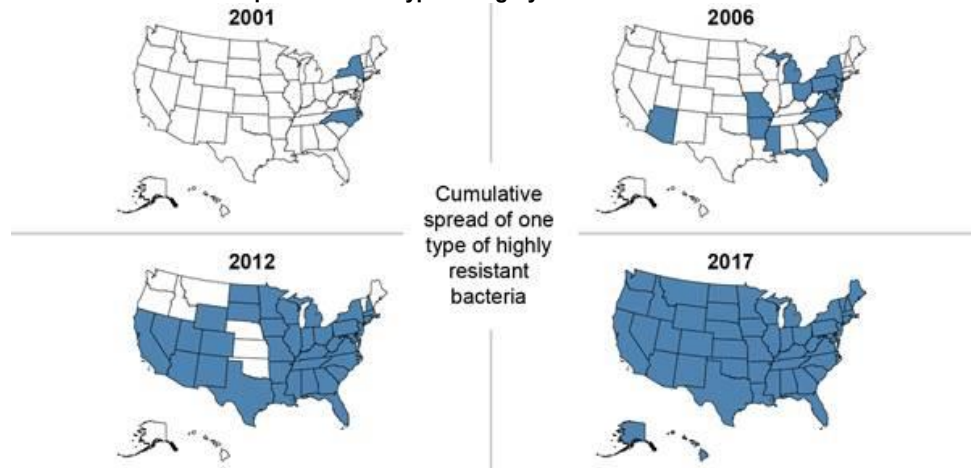 2001
2006
Cumulative
spread of one
type of highly
resistant
bacteria
2012
2017